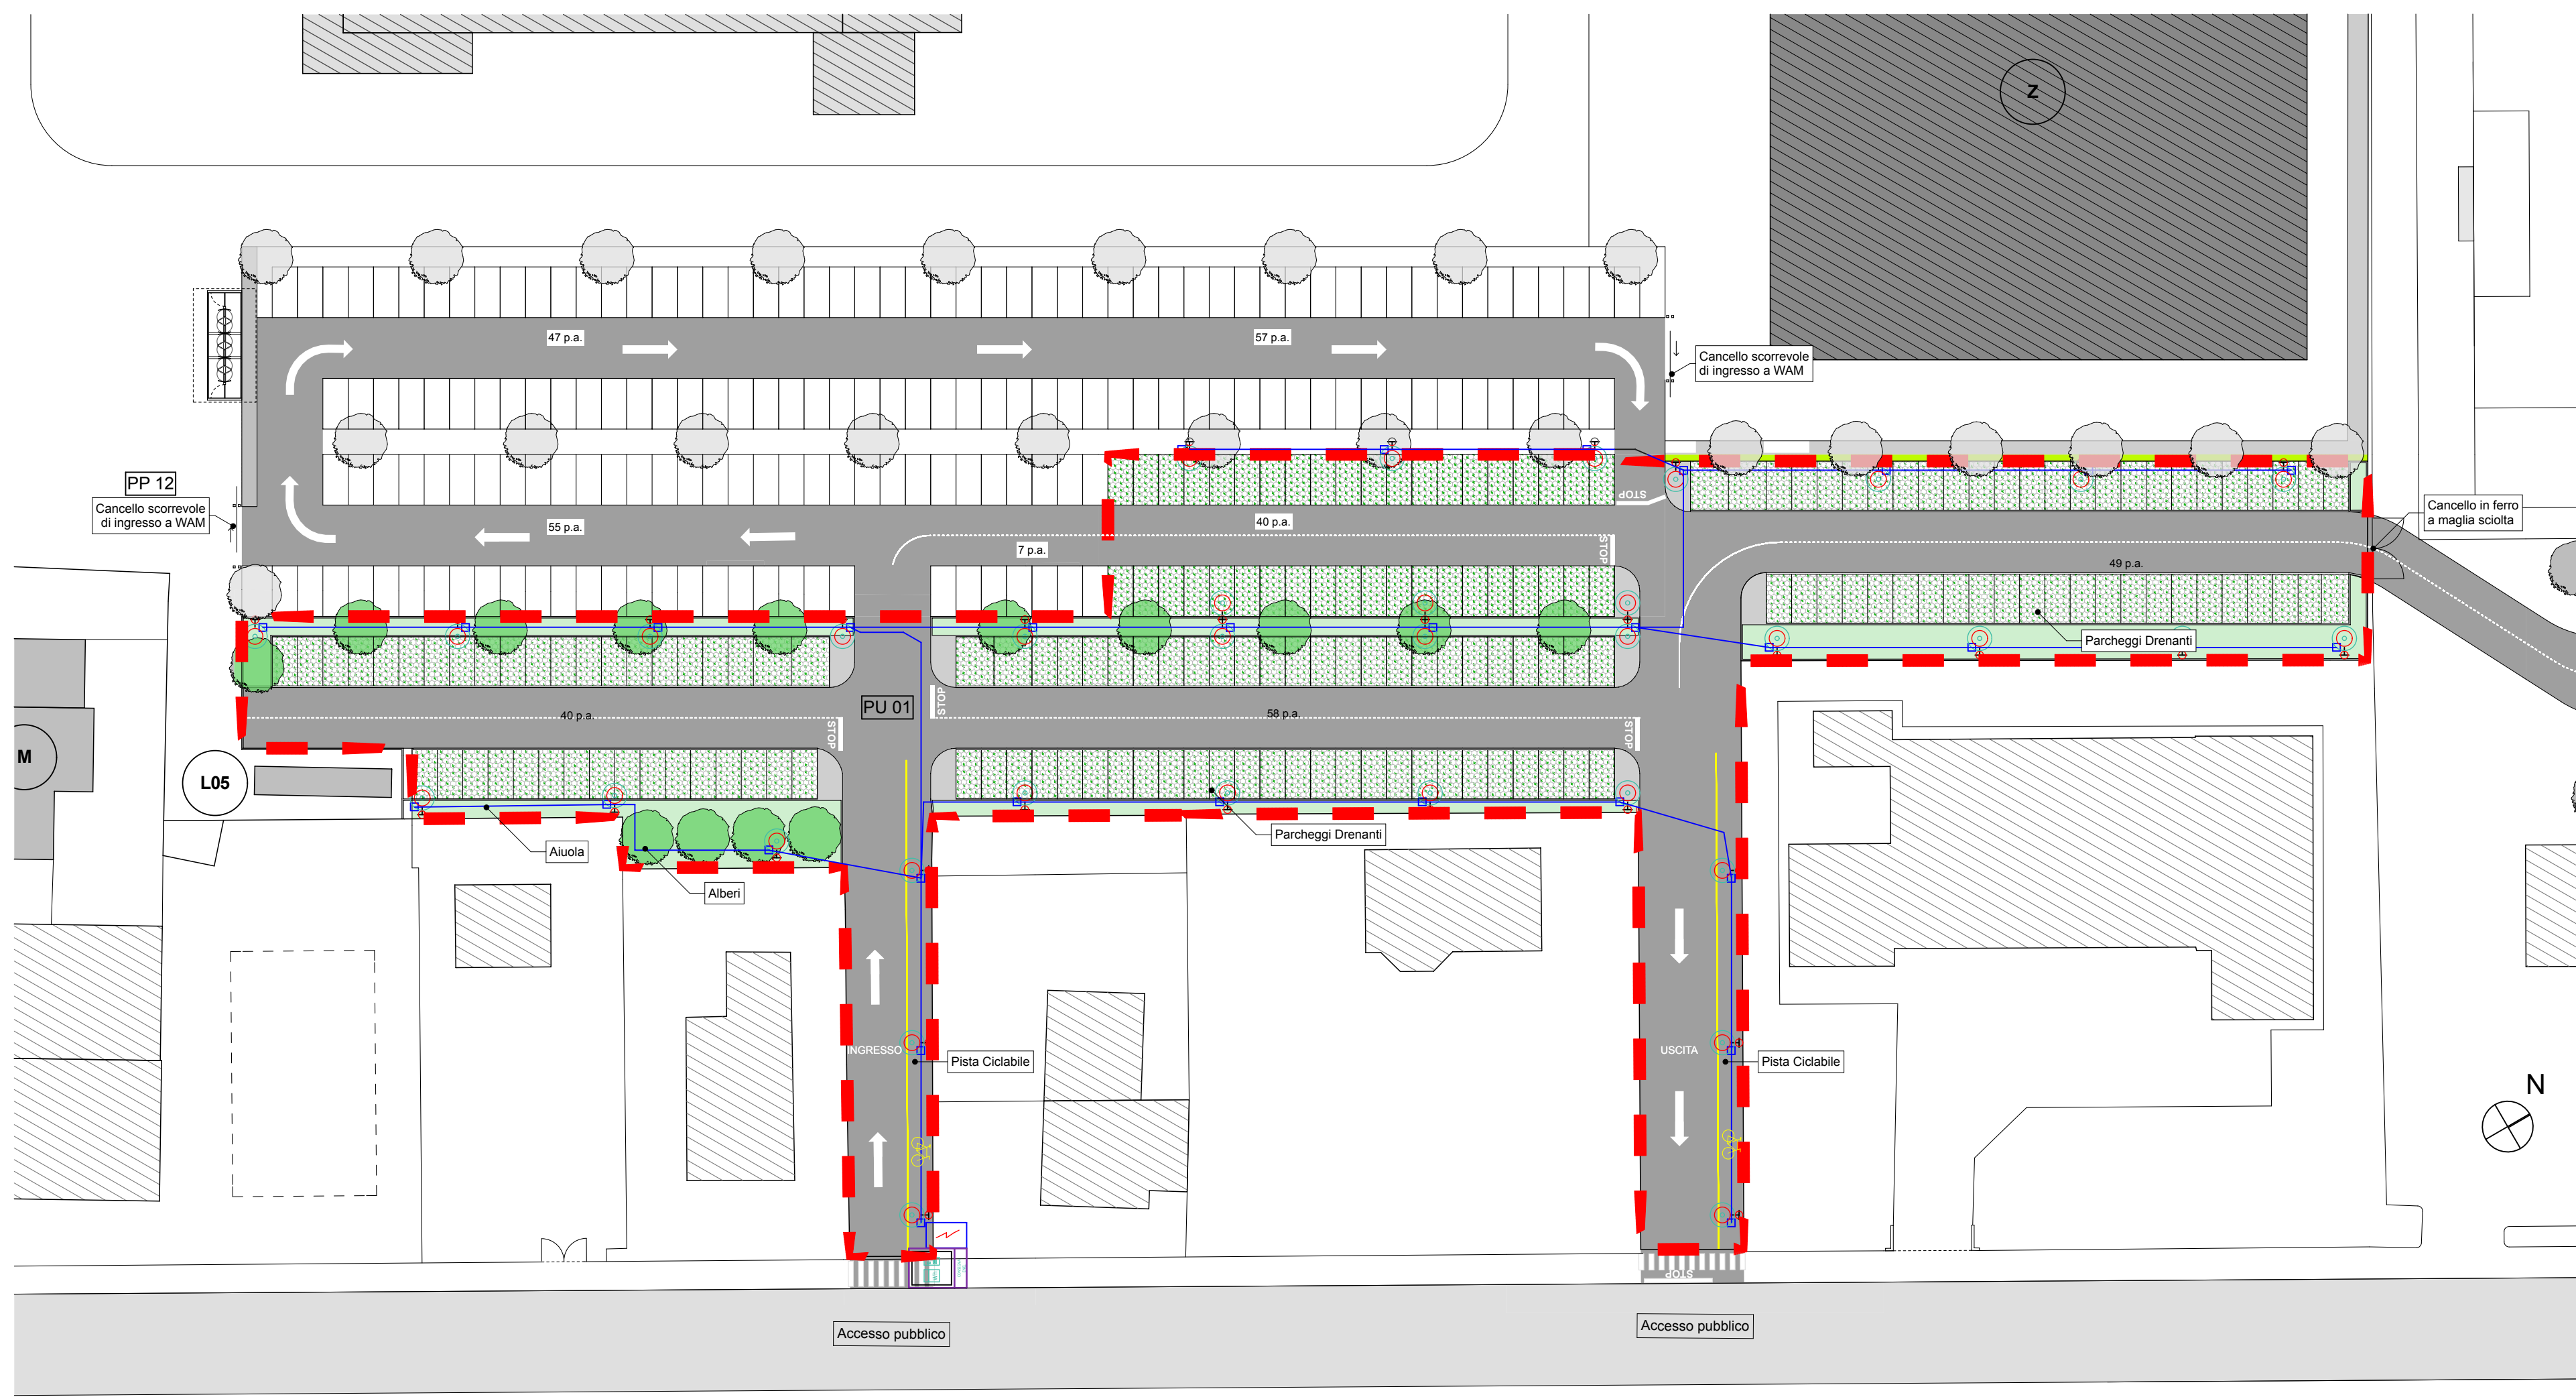 Z
47 p.a.
57 p.a.
Cancello scorrevole
di ingresso a WAM
PP 12
Cancello scorrevole
di ingresso a WAM
STOP
Cancello in ferro
a maglia sciolta
55 p.a.
40 p.a.
7 p.a.
STOP
49 p.a.
Parcheggi Drenanti
PU 01
STOP
40 p.a.
58 p.a.
STOP
STOP
M
L05
Parcheggi Drenanti
Aiuola
Alberi
INGRESSO
Pista Ciclabile
USCITA
Pista Ciclabile
N
STOP
Accesso pubblico
Accesso pubblico